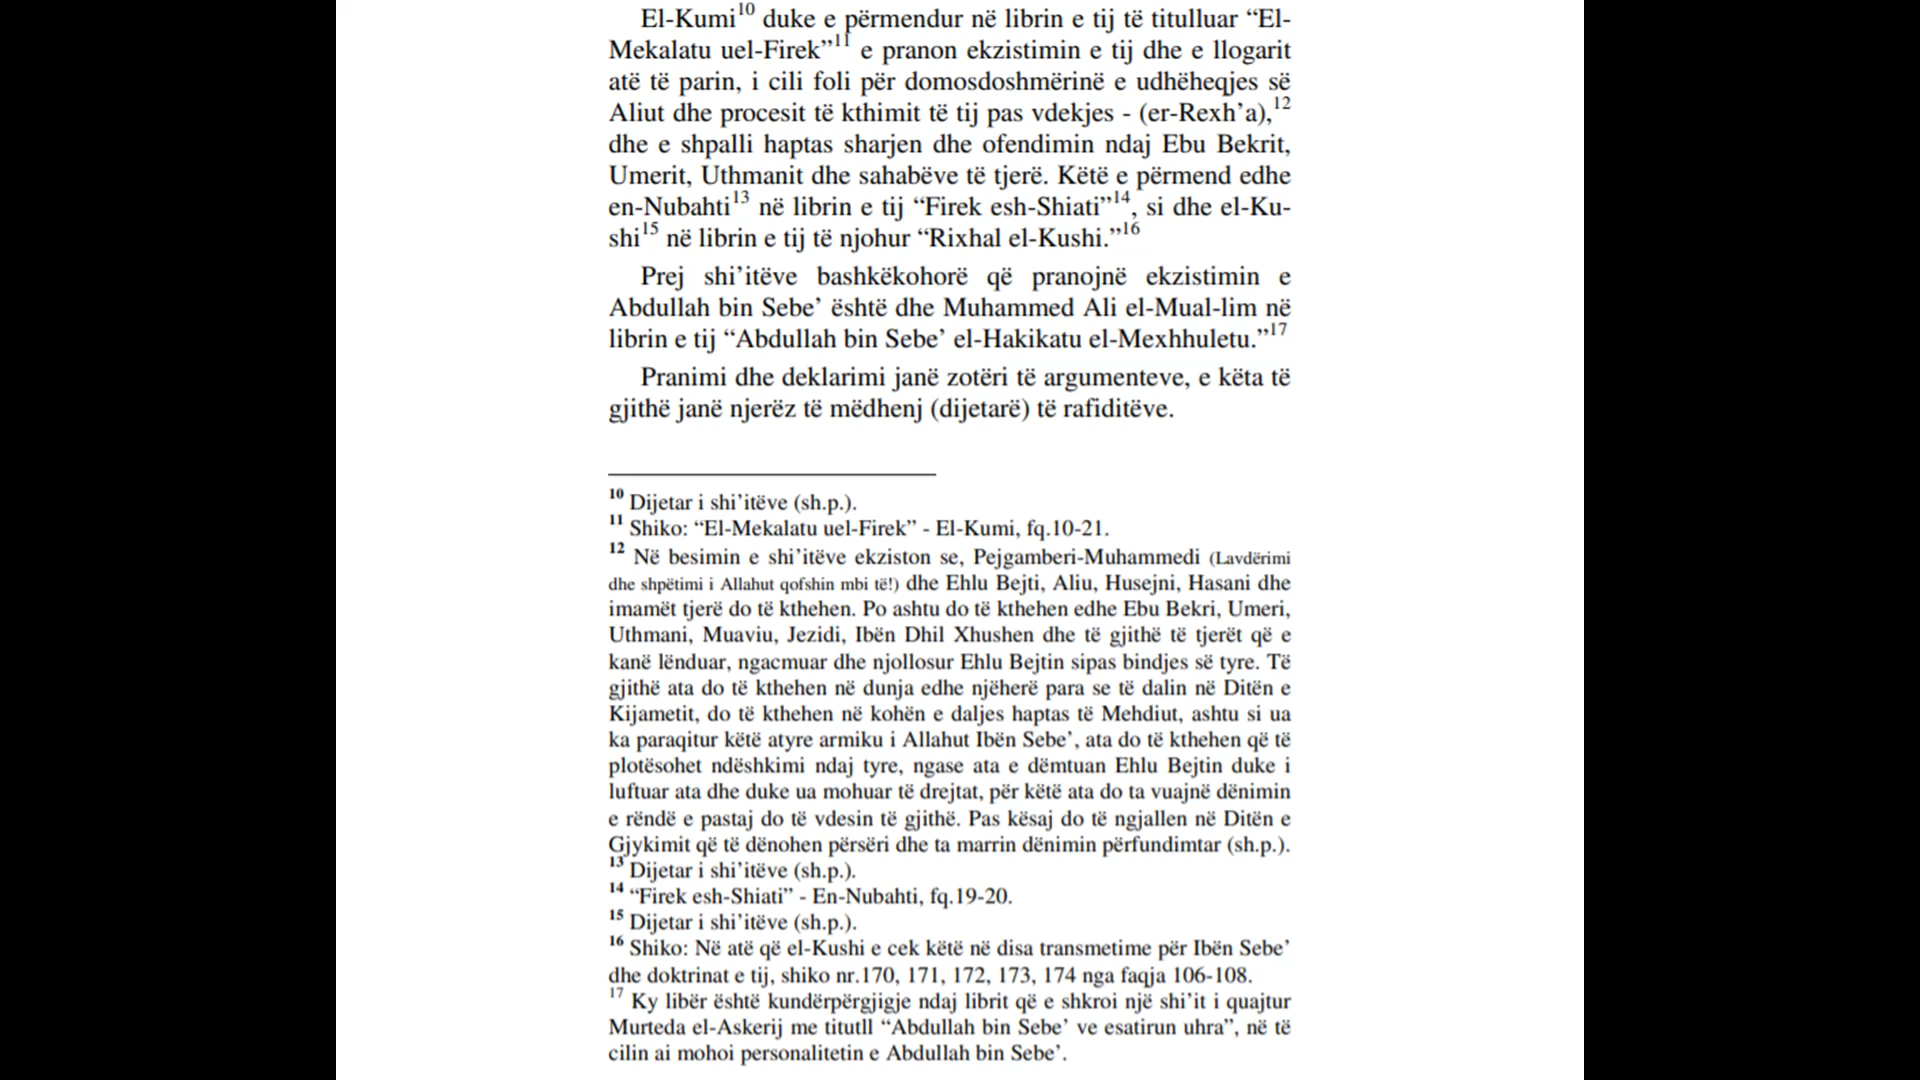 El-Kumi10 duke e përmendur në librin e tij të titulluar “El-
Mekalatu uel-Firek”11 e pranon ekzistimin e tij dhe e llogarit
atë të parin, i cili foli për domosdoshmërinë e udhëheqjes së
Aliut dhe procesit të kthimit të tij pas vdekjes - (er-Rexh’a),12
dhe e shpalli haptas sharjen dhe ofendimin ndaj Ebu Bekrit,
Umerit, Uthmanit dhe sahabëve të tjerë. Këtë e përmend edhe
en-Nubahti13 në librin e tij “Firek esh-Shiati”14, si dhe el-Ku-
shi15 në librin e tij të njohur “Rixhal el-Kushi.”16
Prej shi’itëve bashkëkohorë që pranojnë ekzistimin e
Abdullah bin Sebe’ është dhe Muhammed Ali el-Mual-lim në
librin e tij “Abdullah bin Sebe’ el-Hakikatu el-Mexhhuletu.”17
Pranimi dhe deklarimi janë zotëri të argumenteve, e këta të
gjithë janë njerëz të mëdhenj (dijetarë) të rafiditëve.
10 Dijetar i shi’itëve (sh.p.).
11 Shiko: “El-Mekalatu uel-Firek” - El-Kumi, fq.10-21.
12 Në besimin e shi’itëve ekziston se, Pejgamberi-Muhammedi (Lavdërimi
dhe shpëtimi i Allahut qofshin mbi të!) dhe Ehlu Bejti, Aliu, Husejni, Hasani dhe
imamët tjerë do të kthehen. Po ashtu do të kthehen edhe Ebu Bekri, Umeri,
Uthmani, Muaviu, Jezidi, Ibën Dhil Xhushen dhe të gjithë të tjerët që e
kanë lënduar, ngacmuar dhe njollosur Ehlu Bejtin sipas bindjes së tyre. Të
gjithë ata do të kthehen në dunja edhe njëherë para se të dalin në Ditën e
Kijametit, do të kthehen në kohën e daljes haptas të Mehdiut, ashtu si ua
ka paraqitur këtë atyre armiku i Allahut Ibën Sebe’, ata do të kthehen që të
plotësohet ndëshkimi ndaj tyre, ngase ata e dëmtuan Ehlu Bejtin duke i
luftuar ata dhe duke ua mohuar të drejtat, për këtë ata do ta vuajnë dënimin
e rëndë e pastaj do të vdesin të gjithë. Pas kësaj do të ngjallen në Ditën e
Gjykimit që të dënohen përsëri dhe ta marrin dënimin përfundimtar (sh.p.).
13 Dijetar i shi’itëve (sh.p.).
14 “Firek esh-Shiati” - En-Nubahti, fq.19-20.
15 Dijetar i shi’itëve (sh.p.).
16 Shiko: Në atë që el-Kushi e cek këtë në disa transmetime për Ibën Sebe’
dhe doktrinat e tij, shiko nr.170, 171, 172, 173, 174 nga faqja 106-108.
17 Ky libër është kundërpërgjigje ndaj librit që e shkroi një shi’it i quajtur
Murteda el-Askerij me titutll “Abdullah bin Sebe’ ve esatirun uhra”, në të
cilin ai mohoi personalitetin e Abdullah bin Sebe’.